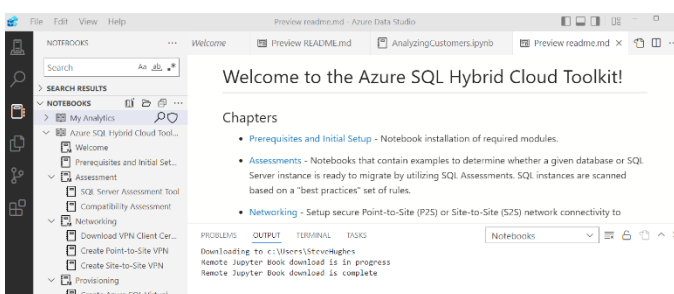 File Edit View Help
Preview readme.md - Azure Data Studio
NOTEBOOKS ...
Search Aa ab, .*
SEARCH RESULTS
NOTEBOOKS ...
My Analytics
Azure SQL Hybrid Cloud Tool...
Welcome
Prerequisites and Initial Set...
Assessment
SQL Server Assessment Tool
Compatibility Assessment
Networking
Download VPN Client Cer...
Create Point-to-Site VPN
Create Site-to-Site VPN
Provisioning
Create Azure SQL Virtual
Welcome
Preview README.md
AnalyzingCustomers.ipynb
Preview readme.md
Welcome to the Azure SQL Hybrid Cloud Toolkit!
Chapters
Prerequisites and Initial Setup - Notebook installation of required modules.
Assessments - Notebooks that contain examples to determine whether a given database or SQL
Server instance is ready to migrate by utilizing SQL Assessments. SQL instances are scanned
based on a "best practices" set of rules.
Networking - Setup secure Point-to-Site (P2S) or Site-to-Site (S2S) network connectivity to
PROBLEMS OUTPUT TERMINAL TASKS
Notebooks
Downloading to c:\Users\SteveHughes
Remote Jupyter Book download is in progress
Remote Jupyter Book download is complete